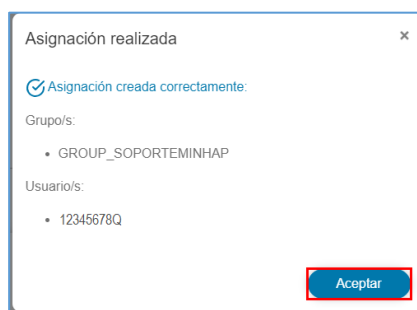 Asignación realizada ×
Asignación creada correctamente:
Grupo/s:
• GROUP_SOPORTEMINHAP
Usuario/s:
• 12345678Q
Aceptar